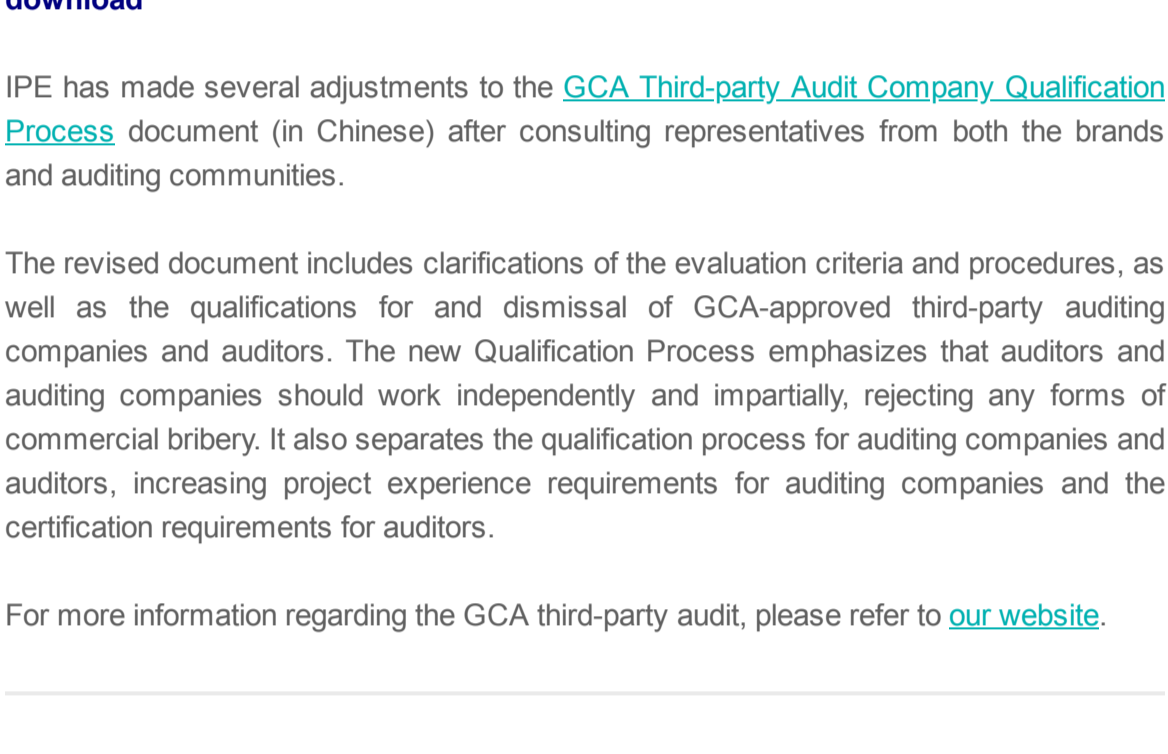 download
IPE has made several adjustments to the GCA Third-party Audit Company Qualification
Process document (in Chinese) after consulting representatives from both the brands
and auditing communities.
The revised document includes clarifications of the evaluation criteria and procedures, as
well as the qualifications for and dismissal of GCA-approved third-party auditing
companies and auditors. The new Qualification Process emphasizes that auditors and
auditing companies should work independently and impartially, rejecting any forms of
commercial bribery. It also separates the qualification process for auditing companies and
auditors, increasing project experience requirements for auditing companies and the
certification requirements for auditors.
For more information regarding the GCA third-party audit, please refer to our website.